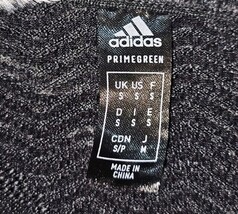 adidas
PRIMEGREEN
UK US F
S S S
D I E
S S S
CDN J
S/P M
MADE IN
CHINA